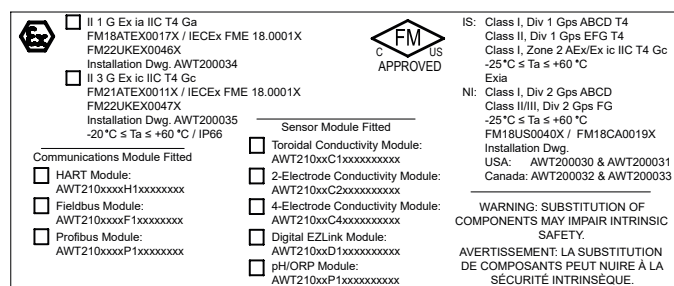 Ex
II 1 G Ex ia IIC T4 Ga
FM18ATEX0017X / IECEx FME 18.0001X
FM22UKEX0046X
Installation Dwg. AWT200034
II 3 G Ex ic IIC T4 Gc
FM21ATEX0011X / IECEx FME 18.0001X
FM22UKEX0047X
Installation Dwg. AWT200035
-20°C ≤ Ta ≤ +60 °C / IP66
Communications Module Fitted
HART Module:
AWT210xxxxH1xxxxxxxx
Fieldbus Module:
AWT210xxxxF1xxxxxxxx
Profibus Module:
AWT210xxxxP1xxxxxxxx
C FM US
APPROVED
Sensor Module Fitted
Toroidal Conductivity Module:
AWT210xxC1xxxxxxxxxx
2-Electrode Conductivity Module:
AWT210xxC2xxxxxxxxxx
4-Electrode Conductivity Module:
AWT210xxC4xxxxxxxxxx
Digital EZLink Module:
AWT210xxD1xxxxxxxxxx
pH/ORP Module:
AWT210xxP1xxxxxxxxxx
IS: Class I, Div 1 Gps ABCD T4
Class II, Div 1 Gps EFG T4
Class I, Zone 2 AEx/Ex ic IIC T4 Gc
-25°C ≤ Ta ≤ +60 °C
Exia
NI: Class I, Div 2 Gps ABCD
Class II/III, Div 2 Gps FG
-25°C ≤ Ta ≤ +60 °C
FM18US0040X / FM18CA0019X
Installation Dwg.
USA: AWT200030 & AWT200031
Canada: AWT200032 & AWT200033
WARNING: SUBSTITUTION OF
COMPONENTS MAY IMPAIR INTRINSIC
SAFETY.
AVERTISSEMENT: LA SUBSTITUTION
DE COMPOSANTS PEUT NUIRE À LA
SÉCURITÉ INTRINSÈQUE.